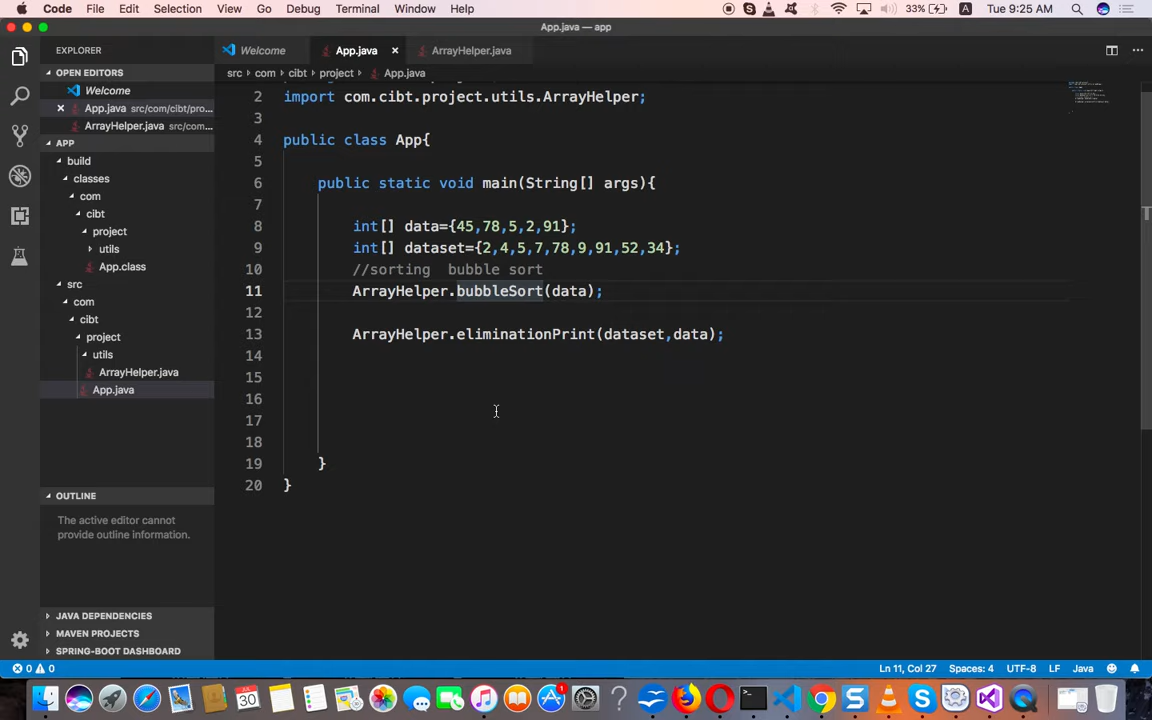 Code File Edit Selection View Go Debug Terminal Window Help 33% A Tue 9:25 AM
App.java — app
EXPLORER
Welcome App.java × ArrayHelper.java
OPEN EDITORS
src › com › cibt › project › App.java
Welcome
× App.java src/com/cibt/pro...
ArrayHelper.java src/com...
APP
build
classes
com
cibt
project
utils
App.class
src
com
cibt
project
utils
ArrayHelper.java
App.java
2 import com.cibt.project.utils.ArrayHelper;
3
4 public class App{
5
6 public static void main(String[] args){
7
8 int[] data={45,78,5,2,91};
9 int[] dataset={2,4,5,7,78,9,91,52,34};
10 //sorting  bubble sort
11 ArrayHelper.bubbleSort(data);
12
13 ArrayHelper.eliminationPrint(dataset,data);
14
15
16
17
18
19 }
20 }
OUTLINE
The active editor cannot
provide outline information.
JAVA DEPENDENCIES
MAVEN PROJECTS
SPRING-BOOT DASHBOARD
0 0 Ln 11, Col 27 Spaces: 4 UTF-8 LF Java
30
1